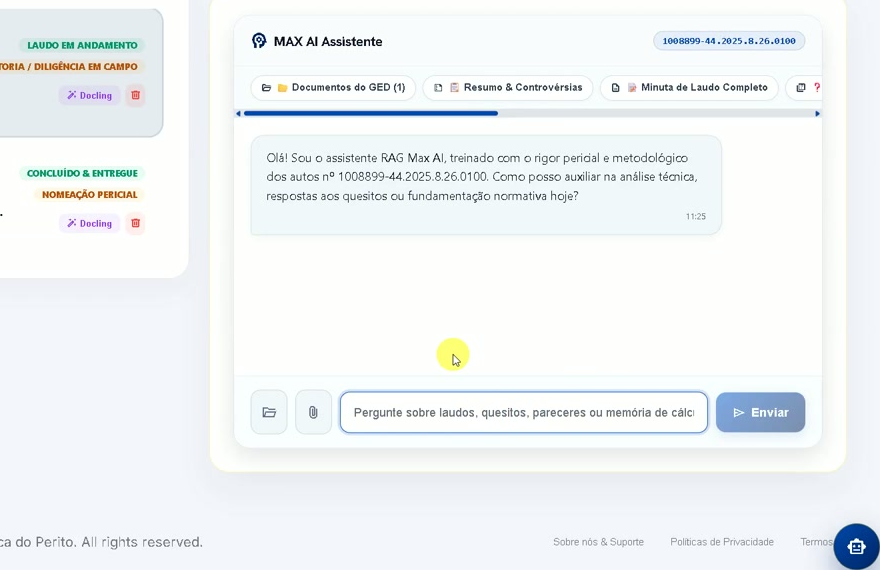 LAUDO EM ANDAMENTO
TORIA / DILIGÊNCIA EM CAMPO
Docling
CONCLUÍDO & ENTREGUE
NOMEAÇÃO PERICIAL
Docling
MAX AI Assistente
1008899-44.2025.8.26.0100
Documentos do GED (1)
Resumo & Controvérsias
Minuta de Laudo Completo
Olá! Sou o assistente RAG Max AI, treinado com o rigor pericial e metodológico
dos autos nº 1008899-44.2025.8.26.0100. Como posso auxiliar na análise técnica,
respostas aos quesitos ou fundamentação normativa hoje?
11:25
Pergunte sobre laudos, quesitos, pareceres ou memória de cálc
Enviar
ca do Perito. All rights reserved.
Sobre nós & Suporte
Políticas de Privacidade
Termos